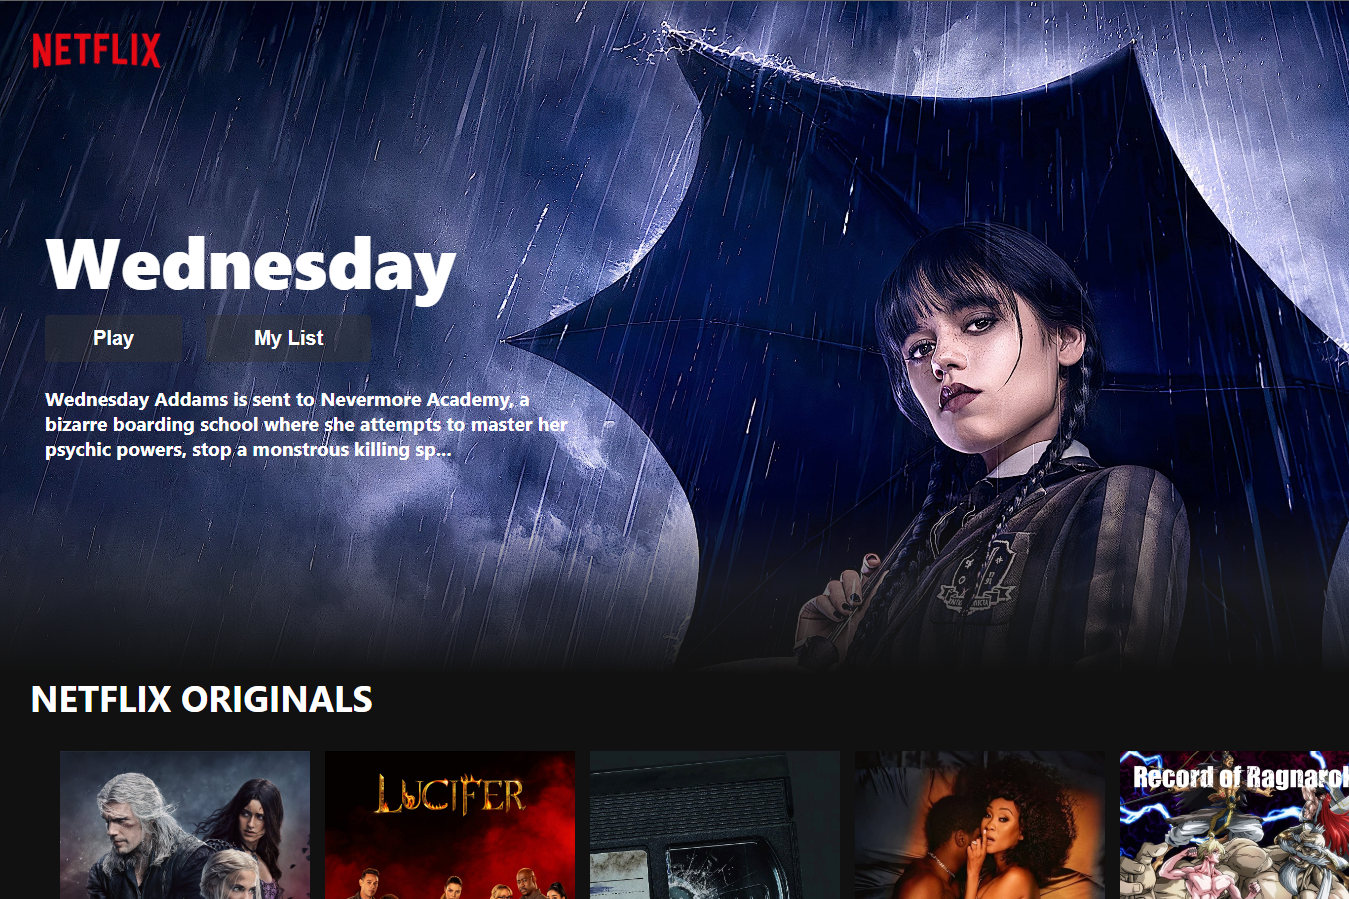 NETFLIX
Wednesday
Play
My List
Wednesday Addams is sent to Nevermore Academy, a
bizarre boarding school where she attempts to master her
psychic powers, stop a monstrous killing sp...
NETFLIX ORIGINALS
LUCIFER
Record of Ragnarok